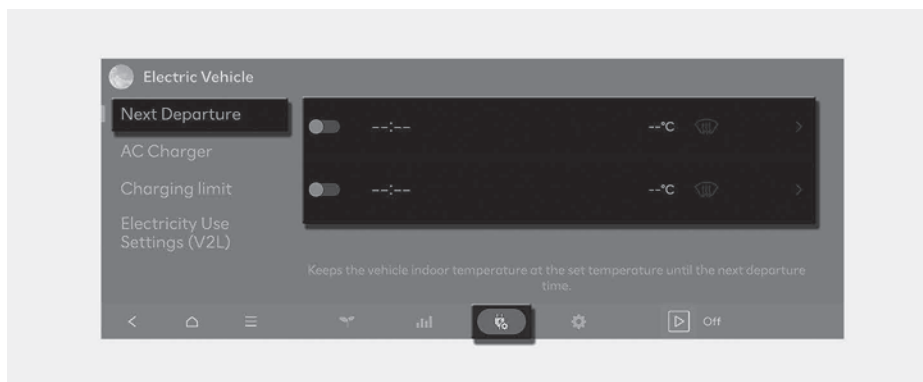 Electric Vehicle
Next Departure
AC Charger
Charging limit
Electricity Use
Settings (V2L)
--:-- --°C
--:-- --°C
Keeps the vehicle indoor temperature at the set temperature until the next departure
time.
Off